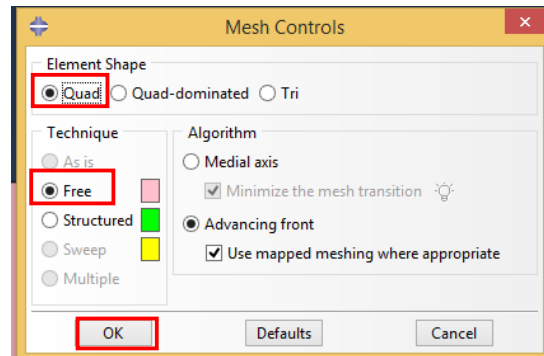 Mesh Controls
Element Shape
Quad Quad-dominated Tri
Technique
As is
Free
Structured
Sweep
Multiple
Algorithm
Medial axis
Minimize the mesh transition
Advancing front
Use mapped meshing where appropriate
OK Defaults Cancel